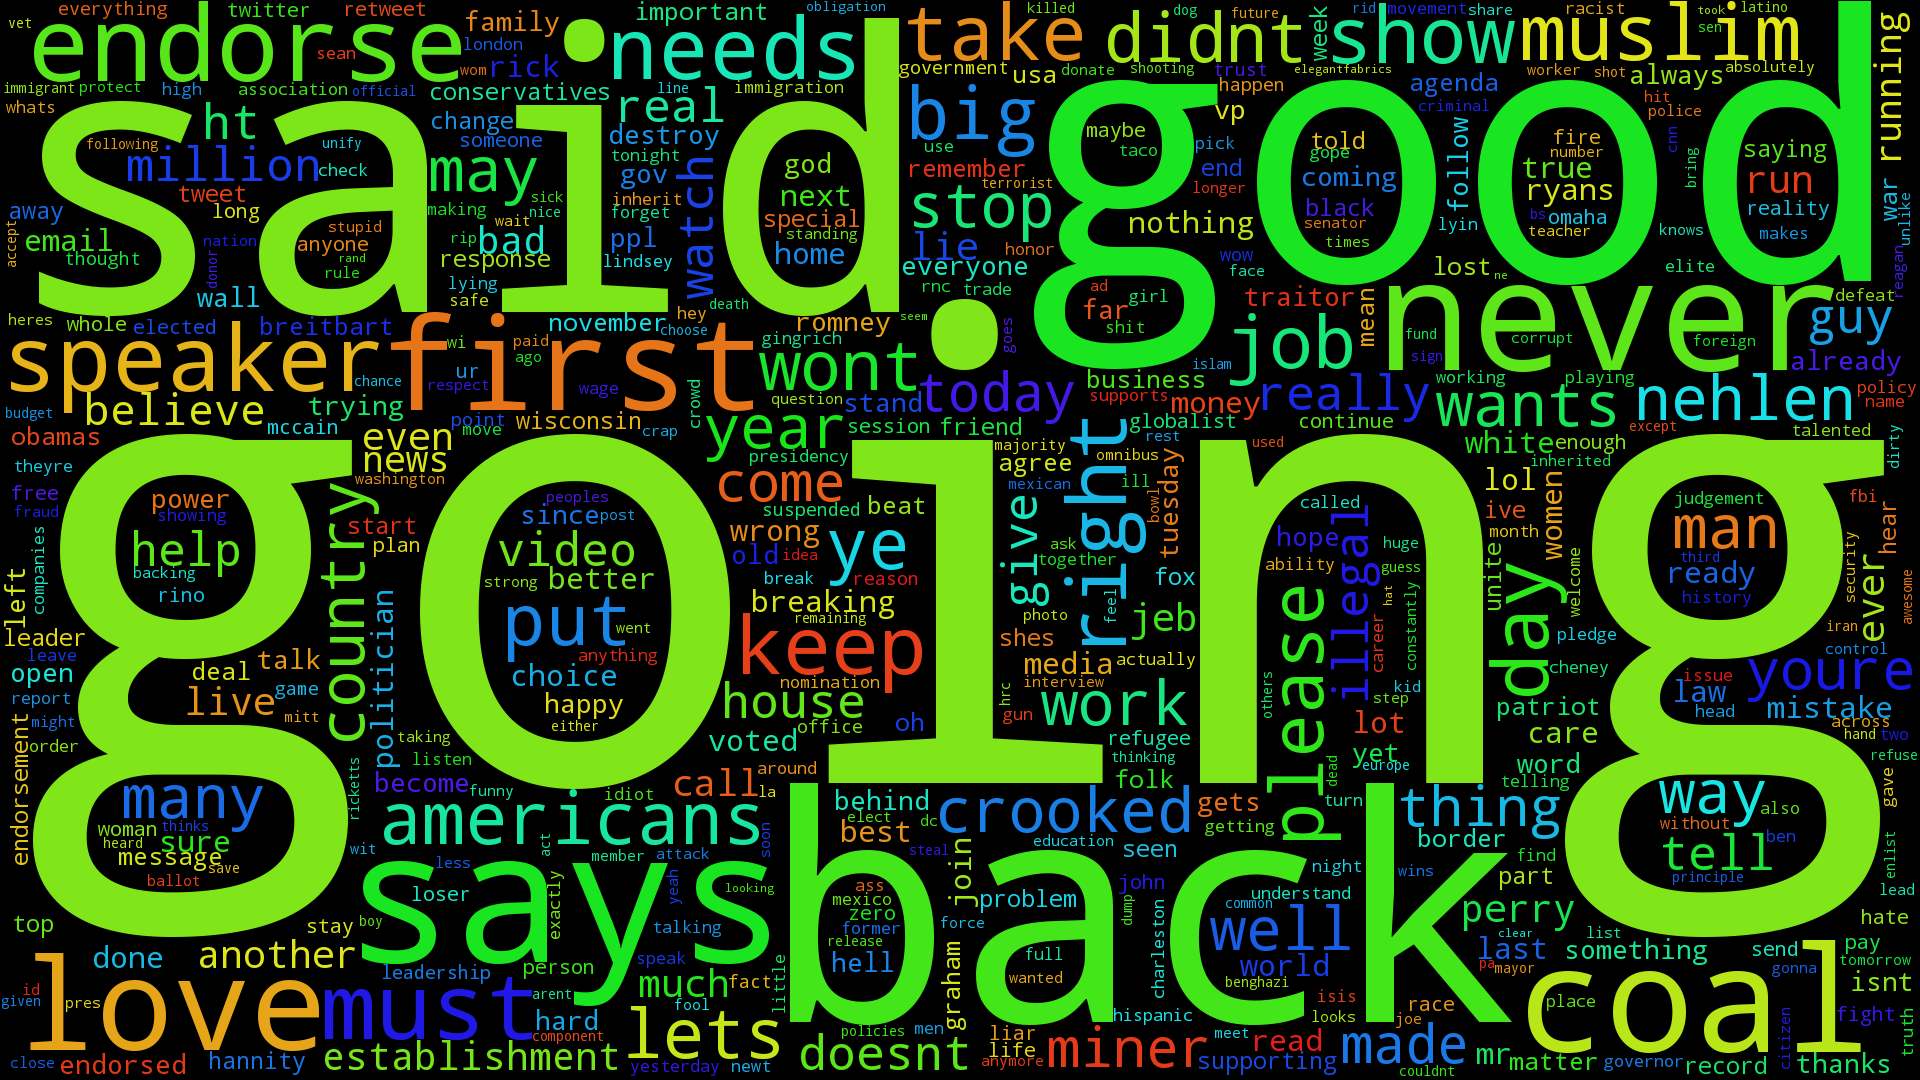 everything twitter retweet family important obligation killed dog future rid movement share racist took latino
vet endorse sean london rick needs take didnt week show muslim sen running
immigrant protect high association official wom conservatives line immigration government usa donate shooting trust elegantfabrics happen agenda worker shot always absolutely
whats ht real change someone destroy big vp maybe taco pick criminal hit police cnn
said good
following unify million check may tonight gov watch god next use remember end told gope coming follow fire number true saying war
tweet long making sick nice inherit forget special terrorist stop longer black ryans run unlike
away email thought nation donor stupid anyone rand rule rip wait bad ppl standing home lie honor nothing senator times lyin bs omaha teacher bring knows reality makes
accept response lying lindsey safe everyone wow face lost ne elite reagan
wall hey death rnc trade ad girl far shit traitor mean never defeat
heres whole elected breitbart november choose romney seem goes job fund corrupt foreign guy
speaker first wi paid ago gingrich wont islam sign already
chance respect ur wage crowd question stand today business supports money really working playing wants nehlen policy name
budget believe trying point move wisconsin crap year session friend globalist continue except
obamas mccain even news presidency majority omnibus rest used white enough talented dirty
theyre washington come agree mexican ill right tuesday bowl lol inherited
going
free fraud power showing country peoples since post suspended beat give called illegal ive judgement fbi hear
companies help start plan video wrong old idea ask together hope huge month women man third security
backing rino strong better ye break reason fox ability guess unite welcome ready history awesome
left politician put went breaking remaining photo feel jeb please hat constantly day ever iran
leader leave deal talk anything keep shes actually career pledge control
open live game choice nomination media interview kid cheney issue law youre
report might mitt happy house hrc gun work others step patriot head mistake
endorsement order taking either office oh refugee lot across hand two
listen voted thinking yet care refuse
ricketts become funny call around la folk dead europe word telling gave
many idiot behind gets turn thing way also
woman thinks heard sure americans elect dc crooked getting border without ben
message save wit act soon best steal education seen find tell enlist
ballot says less member attack looking back night wins part principle lead
top loser exactly yeah ass mexico zero join problem john dump understand common perry list hate
stay boy talking former force well clear
done another person speak release hell full charleston world last something send pay
love leadership must arent much fact little graham wanted benghazi pa mayor coal gonna tomorrow isnt
id given pres hard fool isis looks race joe place fight
component lets policies men liar hispanic meet read made mr citizen truth
close endorsed hannity establishment yesterday newt doesnt life anymore miner supporting couldnt matter governor record thanks